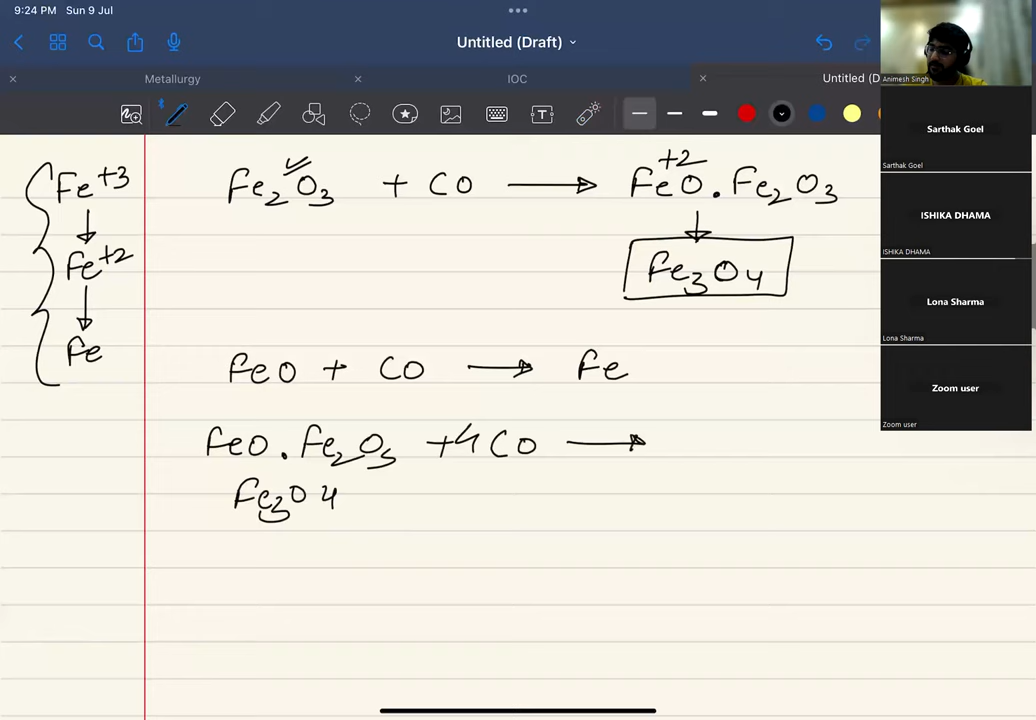 9:24 PM Sun 9 Jul
Untitled (Draft)
Metallurgy
IOC
Untitled (D
Animesh Singh
Sarthak Goel
Sarthak Goel
ISHIKA DHAMA
ISHIKA DHAMA
Lona Sharma
Lona Sharma
Zoom user
Zoom user
Fe+3
Fe+2
Fe
Fe2O3 + CO → FeO.Fe2O3
+2
Fe3O4
FeO + CO → Fe
FeO.Fe2O3 +4CO →
Fe3O4